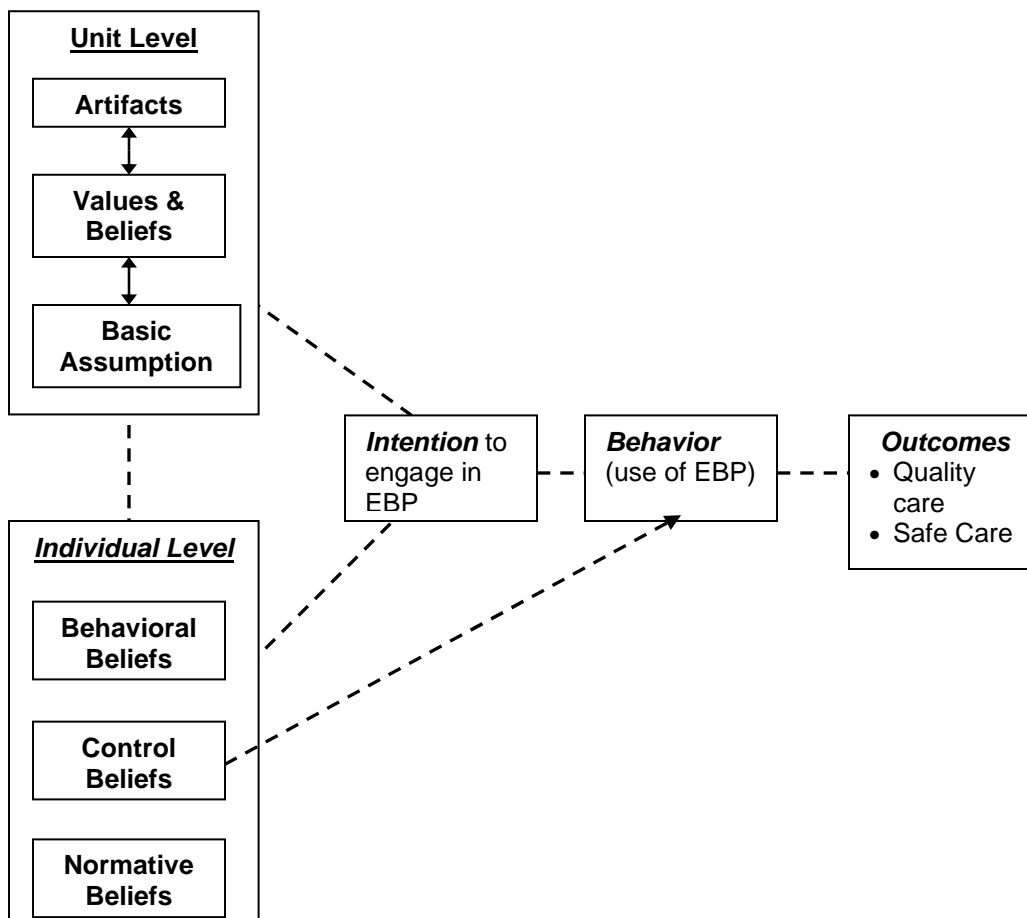 Unit Level
Artifacts
Values &
Beliefs
Basic
Assumption
Intention to
engage in
EBP
Behavior
(use of EBP)
Outcomes
• Quality
care
• Safe Care
Individual Level
Behavioral
Beliefs
Control
Beliefs
Normative
Beliefs